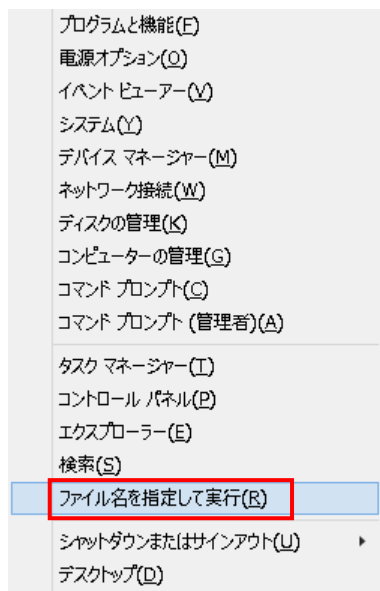 プログラムと機能(F)
電源オプション(O)
イベント ビューアー(V)
システム(Y)
デバイス マネージャー(M)
ネットワーク接続(W)
ディスクの管理(K)
コンピューターの管理(G)
コマンド プロンプト(C)
コマンド プロンプト (管理者)(A)
タスク マネージャー(T)
コントロール パネル(P)
エクスプローラー(E)
検索(S)
ファイル名を指定して実行(R)
シャットダウンまたはサインアウト(U)
デスクトップ(D)